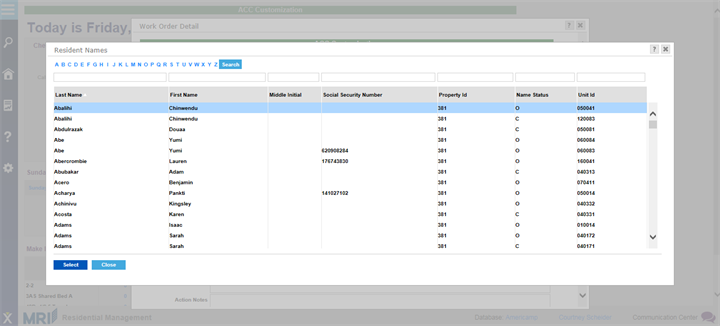 ACC Customization
Today is Friday,
Work Order Detail ? ×
Resident Names ? ×
A B C D E F G H I J K L M N O P Q R S T U V W X Y Z Search
Last Name First Name Middle Initial Social Security Number Property Id Name Status Unit Id
Abalihi Chinwendu 381 O 050041
Abalihi Chinwendu 381 C 120083
Abdulrazak Douaa 381 C 050081
Abe Yumi 381 O 060084
Abe Yumi 620908284 381 O 060083
Abercrombie Lauren 176743830 381 O 160041
Abubakar Adam 381 C 040313
Acero Benjamin 381 O 070411
Acharya Pankti 141027102 381 O 050014
Achinivu Kingsley 381 O 040332
Acosta Karen 381 C 040331
Adams Isaac 381 O 010014
Adams Sarah 381 O 040172
Adams Sarah 381 C 040171
Select Close
Action Notes
MRI Residential Management Database: Communication Center